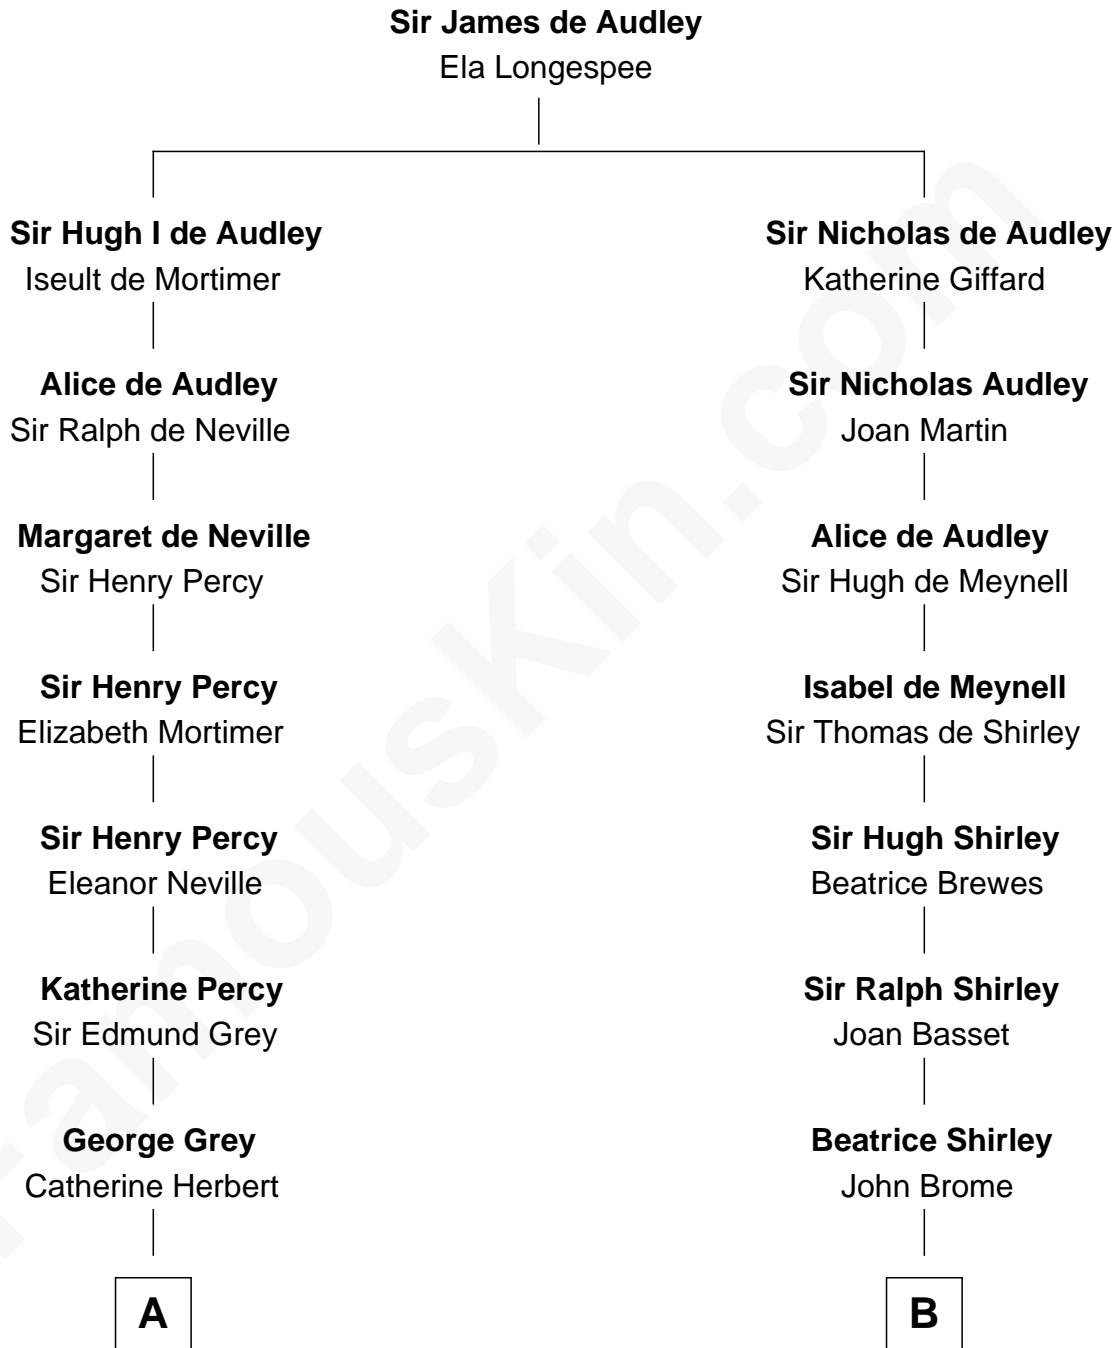 Sir James de Audley
Ela Longespee
Sir Hugh I de Audley
Iseult de Mortimer
Sir Nicholas de Audley
Katherine Giffard
Alice de Audley
Sir Ralph de Neville
Sir Nicholas Audley
Joan Martin
Margaret de Neville
Sir Henry Percy
Alice de Audley
Sir Hugh de Meynell
Sir Henry Percy
Elizabeth Mortimer
Isabel de Meynell
Sir Thomas de Shirley
Sir Henry Percy
Eleanor Neville
Sir Hugh Shirley
Beatrice Brewes
Katherine Percy
Sir Edmund Grey
Sir Ralph Shirley
Joan Basset
George Grey
Catherine Herbert
Beatrice Shirley
John Brome
A
B
FamousKin.com